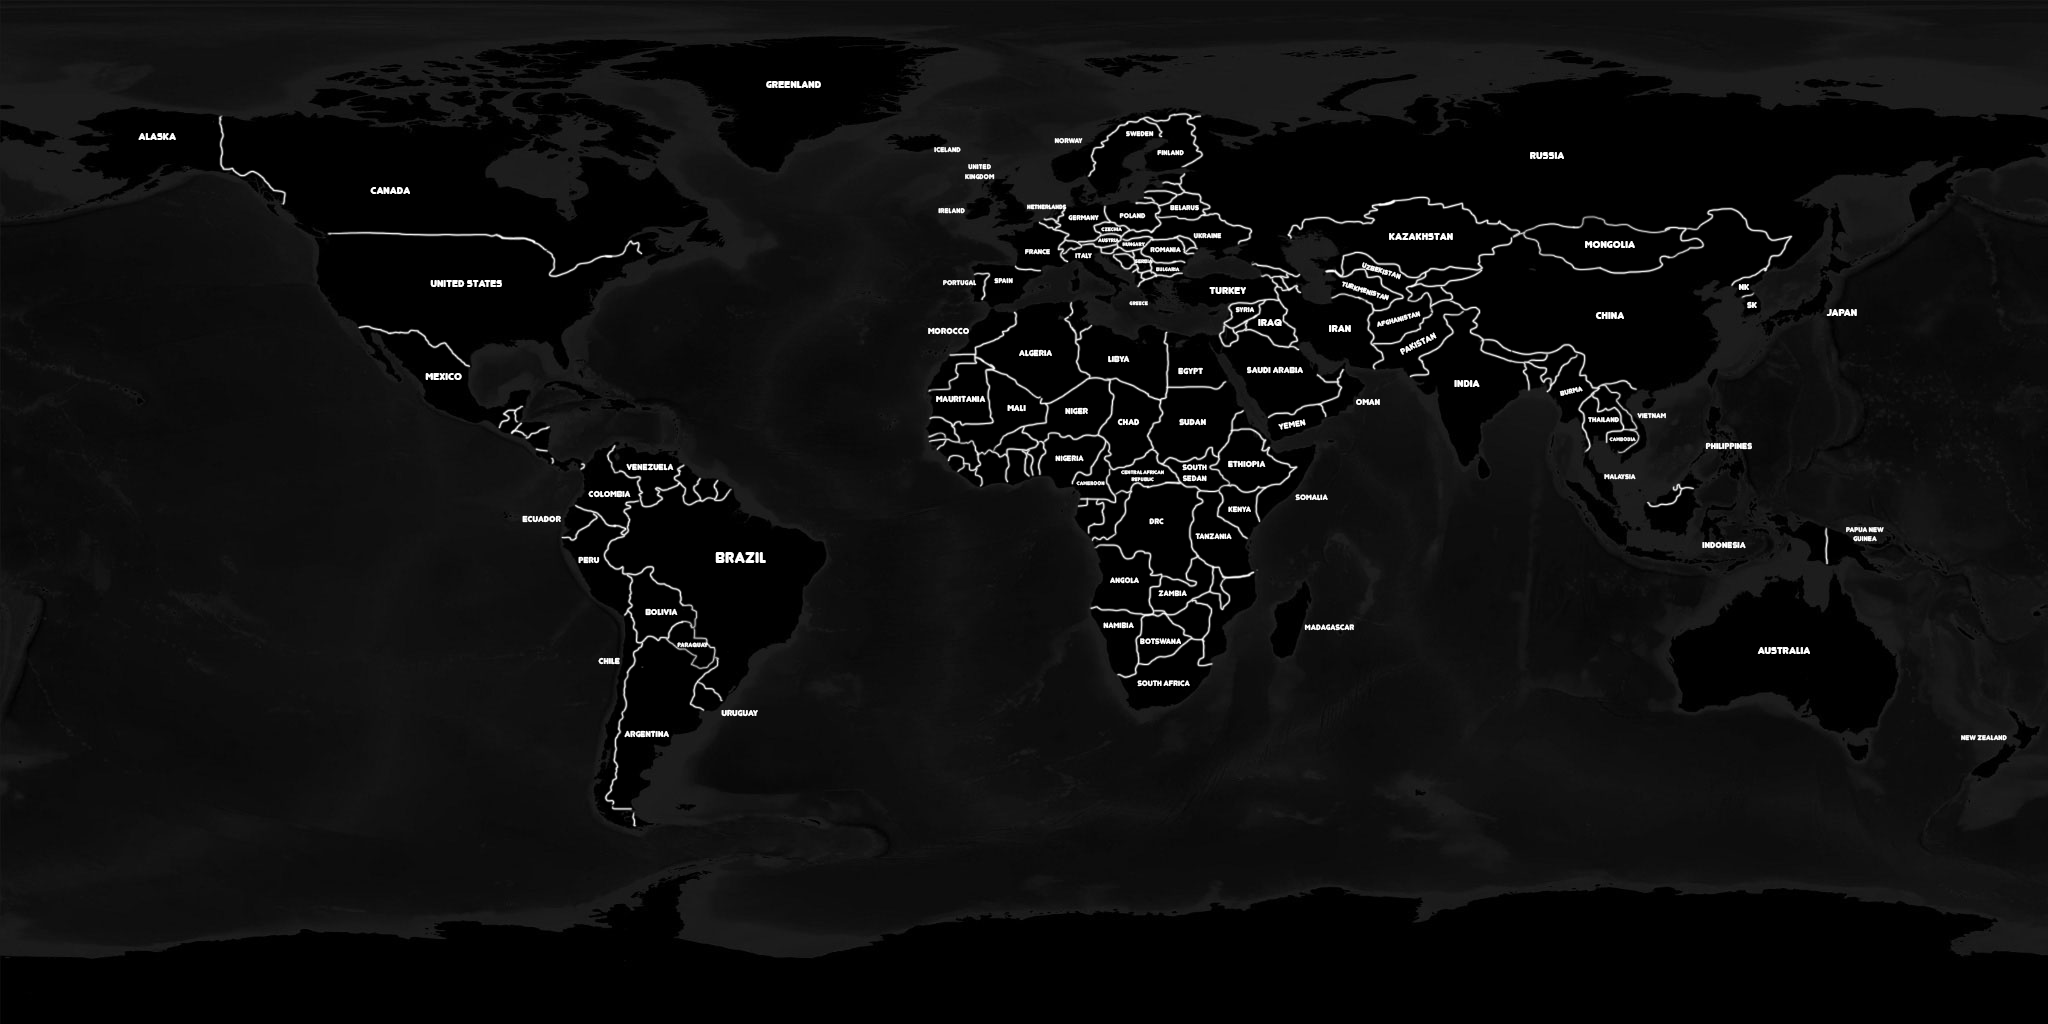 GREENLAND
ALASKA
CANADA
UNITED STATES
MEXICO
ICELAND
UNITED
KINGDOM
IRELAND
NORWAY
SWEDEN
FINLAND
RUSSIA
NETHERLANDS
GERMANY
POLAND
BELARUS
CZECHIA
AUSTRIA
HUNGARY
UKRAINE
FRANCE
ITALY
ROMANIA
SERBIA
BULGARIA
PORTUGAL
SPAIN
GREECE
TURKEY
KAZAKHSTAN
MONGOLIA
UZBEKISTAN
TURKMENISTAN
AFGHANISTAN
PAKISTAN
SYRIA
IRAQ
IRAN
CHINA
NK
SK
JAPAN
MOROCCO
ALGERIA
LIBYA
EGYPT
SAUDI ARABIA
OMAN
YEMEN
INDIA
BURMA
THAILAND
VIETNAM
CAMBODIA
PHILIPPINES
MALAYSIA
INDONESIA
PAPUA NEW
GUINEA
MAURITANIA
MALI
NIGER
CHAD
SUDAN
NIGERIA
CAMEROON
CENTRAL AFRICAN
REPUBLIC
SOUTH
SEDAN
ETHIOPIA
SOMALIA
KENYA
DRC
TANZANIA
ANGOLA
ZAMBIA
NAMIBIA
BOTSWANA
SOUTH AFRICA
MADAGASCAR
VENEZUELA
COLOMBIA
ECUADOR
PERU
BRAZIL
BOLIVIA
PARAGUAY
CHILE
URUGUAY
ARGENTINA
AUSTRALIA
NEW ZEALAND